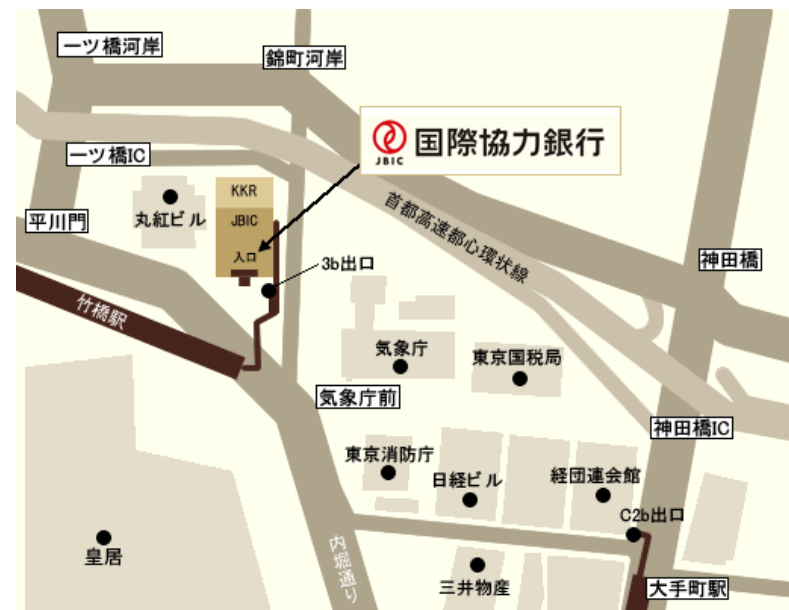 一ツ橋河岸
錦町河岸
JBIC
国際協力銀行
一ツ橋IC
KKR
丸紅ビル
JBIC
首都高速都心環状線
平川門
入口
神田橋
3b出口
竹橋駅
気象庁
東京国税局
気象庁前
神田橋IC
東京消防庁
日経ビル
経団連会館
C2b出口
皇居
内堀通り
三井物産
大手町駅